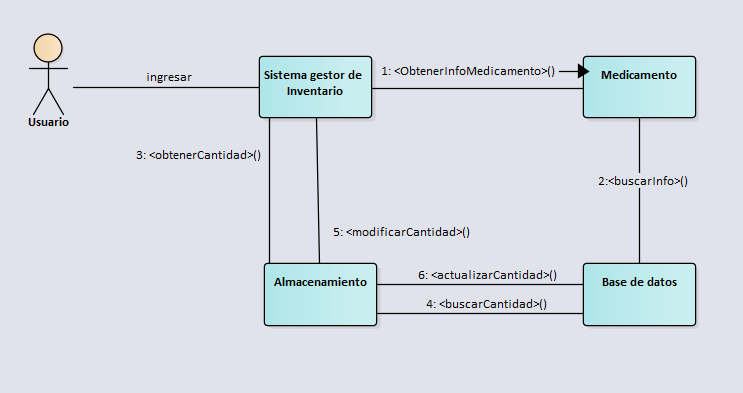 ingresar
Usuario
Sistema gestor de
Inventario
1: <ObtenerInfoMedicamento>()
Medicamento
3: <obtenerCantidad>()
2:<buscarInfo>()
5: <modificarCantidad>()
Almacenamiento
6: <actualizarCantidad>()
4: <buscarCantidad>()
Base de datos